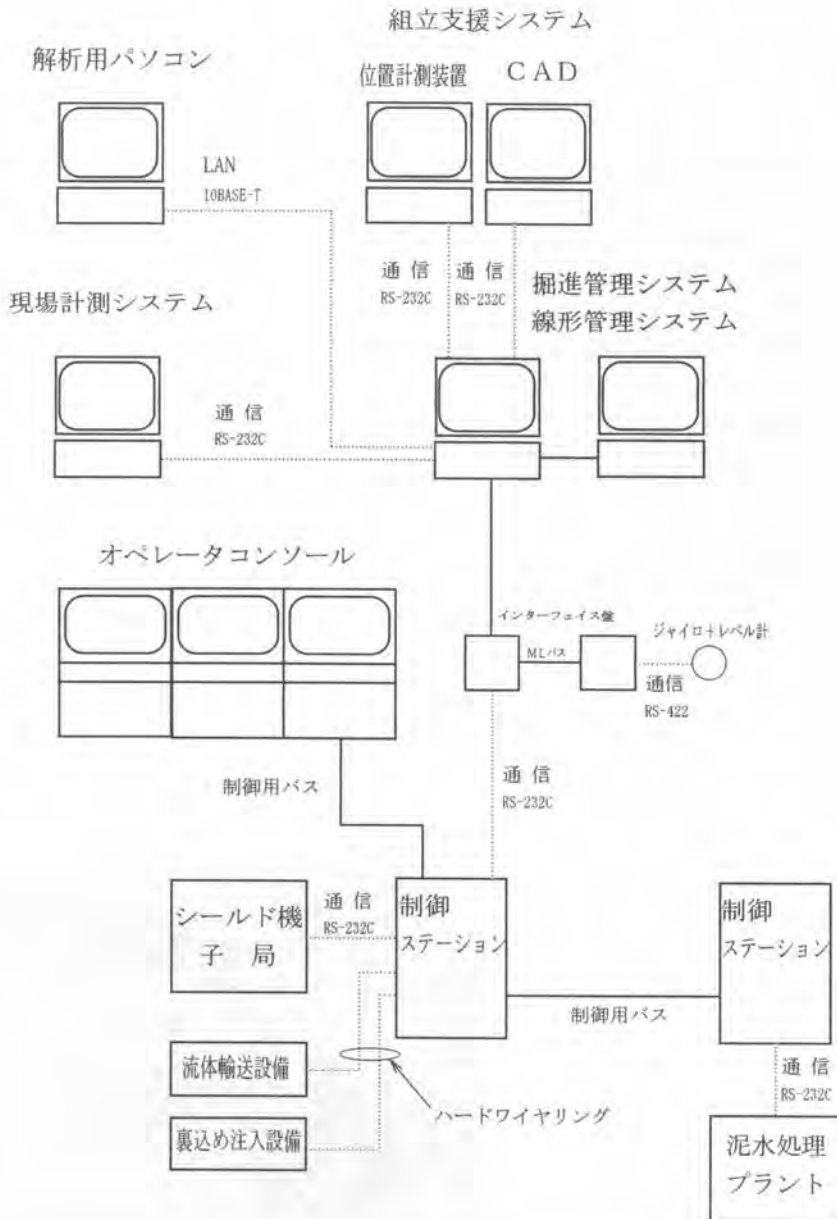 組立支援システム
解析用パソコン
位置計測装置 CAD
LAN
10BASE-T
通信 通信
RS-232C RS-232C
掘進管理システム
線形管理システム
現場計測システム
通信
RS-232C
オペレータコンソール
インターフェイス盤
ジャイロ+レベル計
MLバス
通信
RS-422
通信
RS-232C
制御用バス
シールド機
子局
通信
RS-232C
制御
ステーション
制御
ステーション
制御用バス
流体輸送設備
通信
RS-232C
ハードワイヤリング
裏込め注入設備
泥水処理
プラント